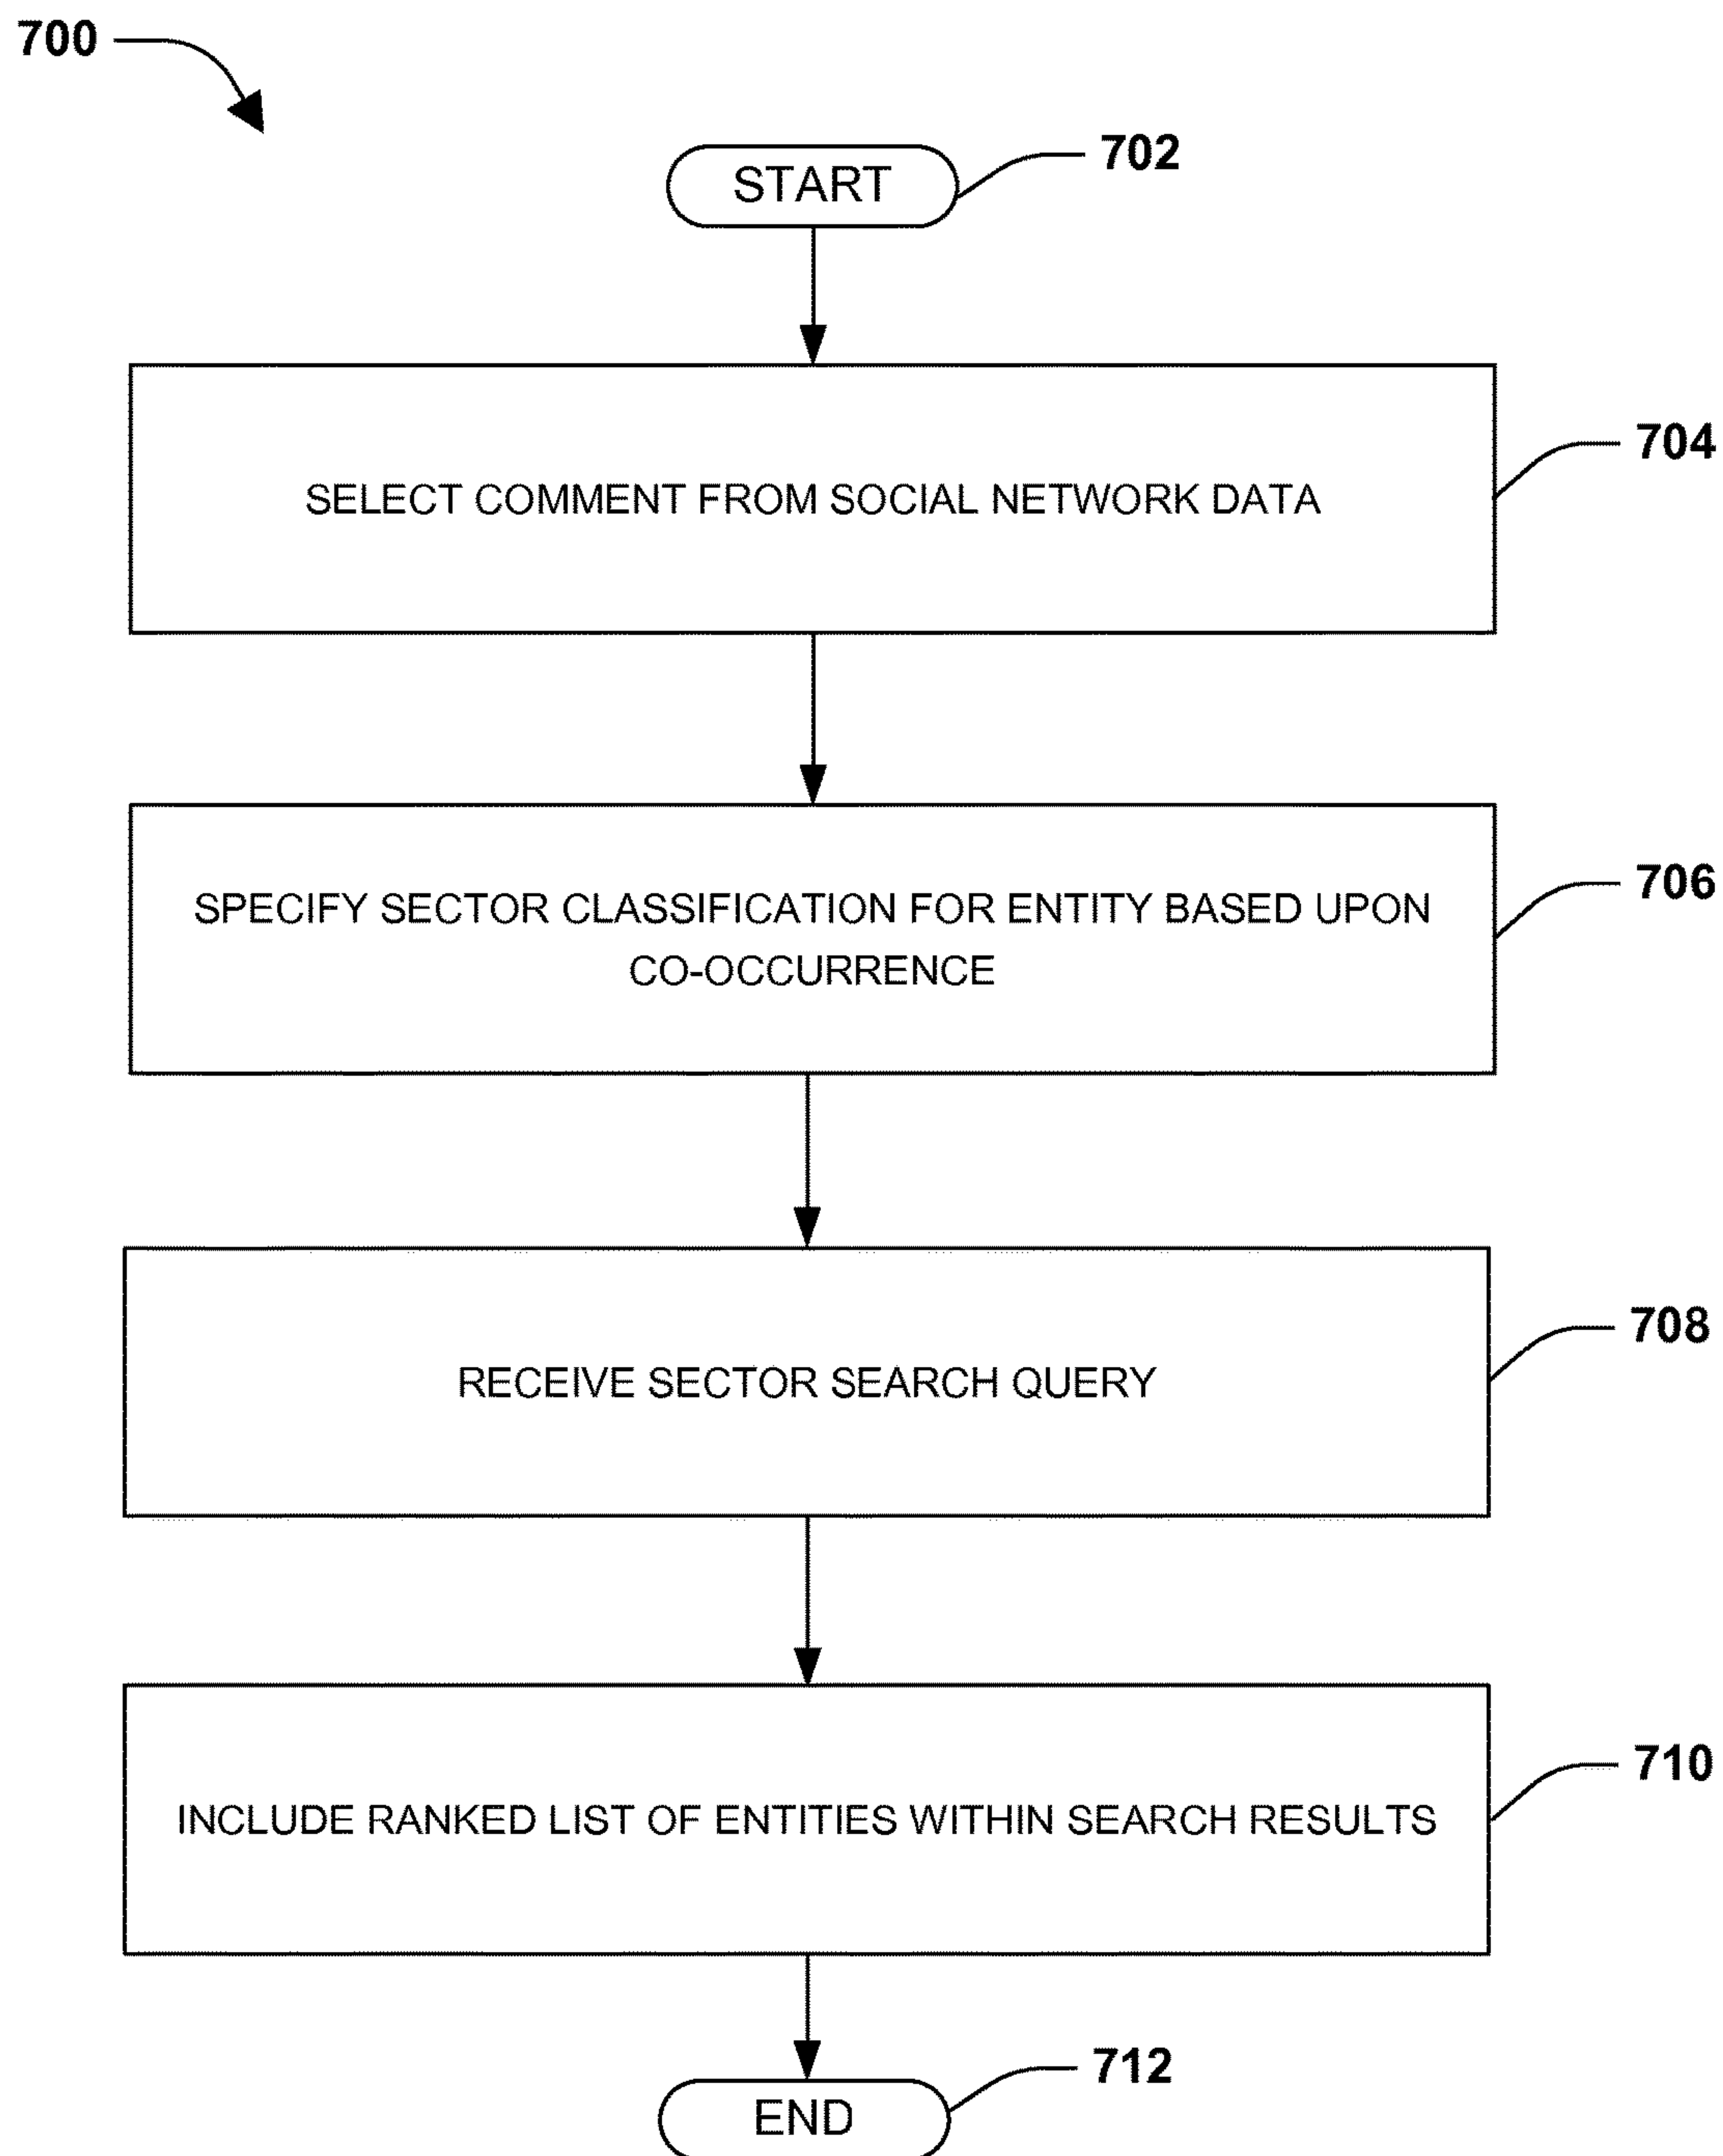 700
START
702
SELECT COMMENT FROM SOCIAL NETWORK DATA
704
SPECIFY SECTOR CLASSIFICATION FOR ENTITY BASED UPON
CO-OCCURRENCE
706
RECEIVE SECTOR SEARCH QUERY
708
INCLUDE RANKED LIST OF ENTITIES WITHIN SEARCH RESULTS
710
END
712